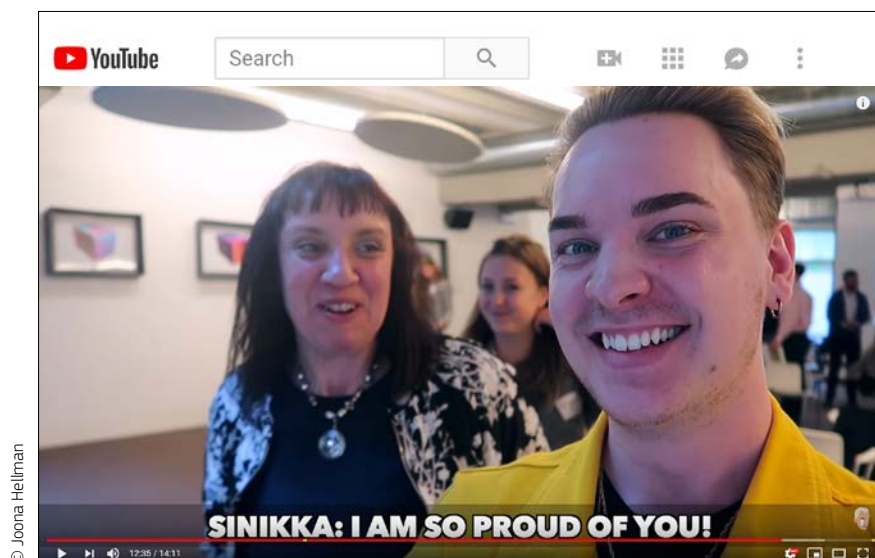 YouTube
Search
SINIKKA: I AM SO PROUD OF YOU!
12:35 / 14:11
© Joona Hellman